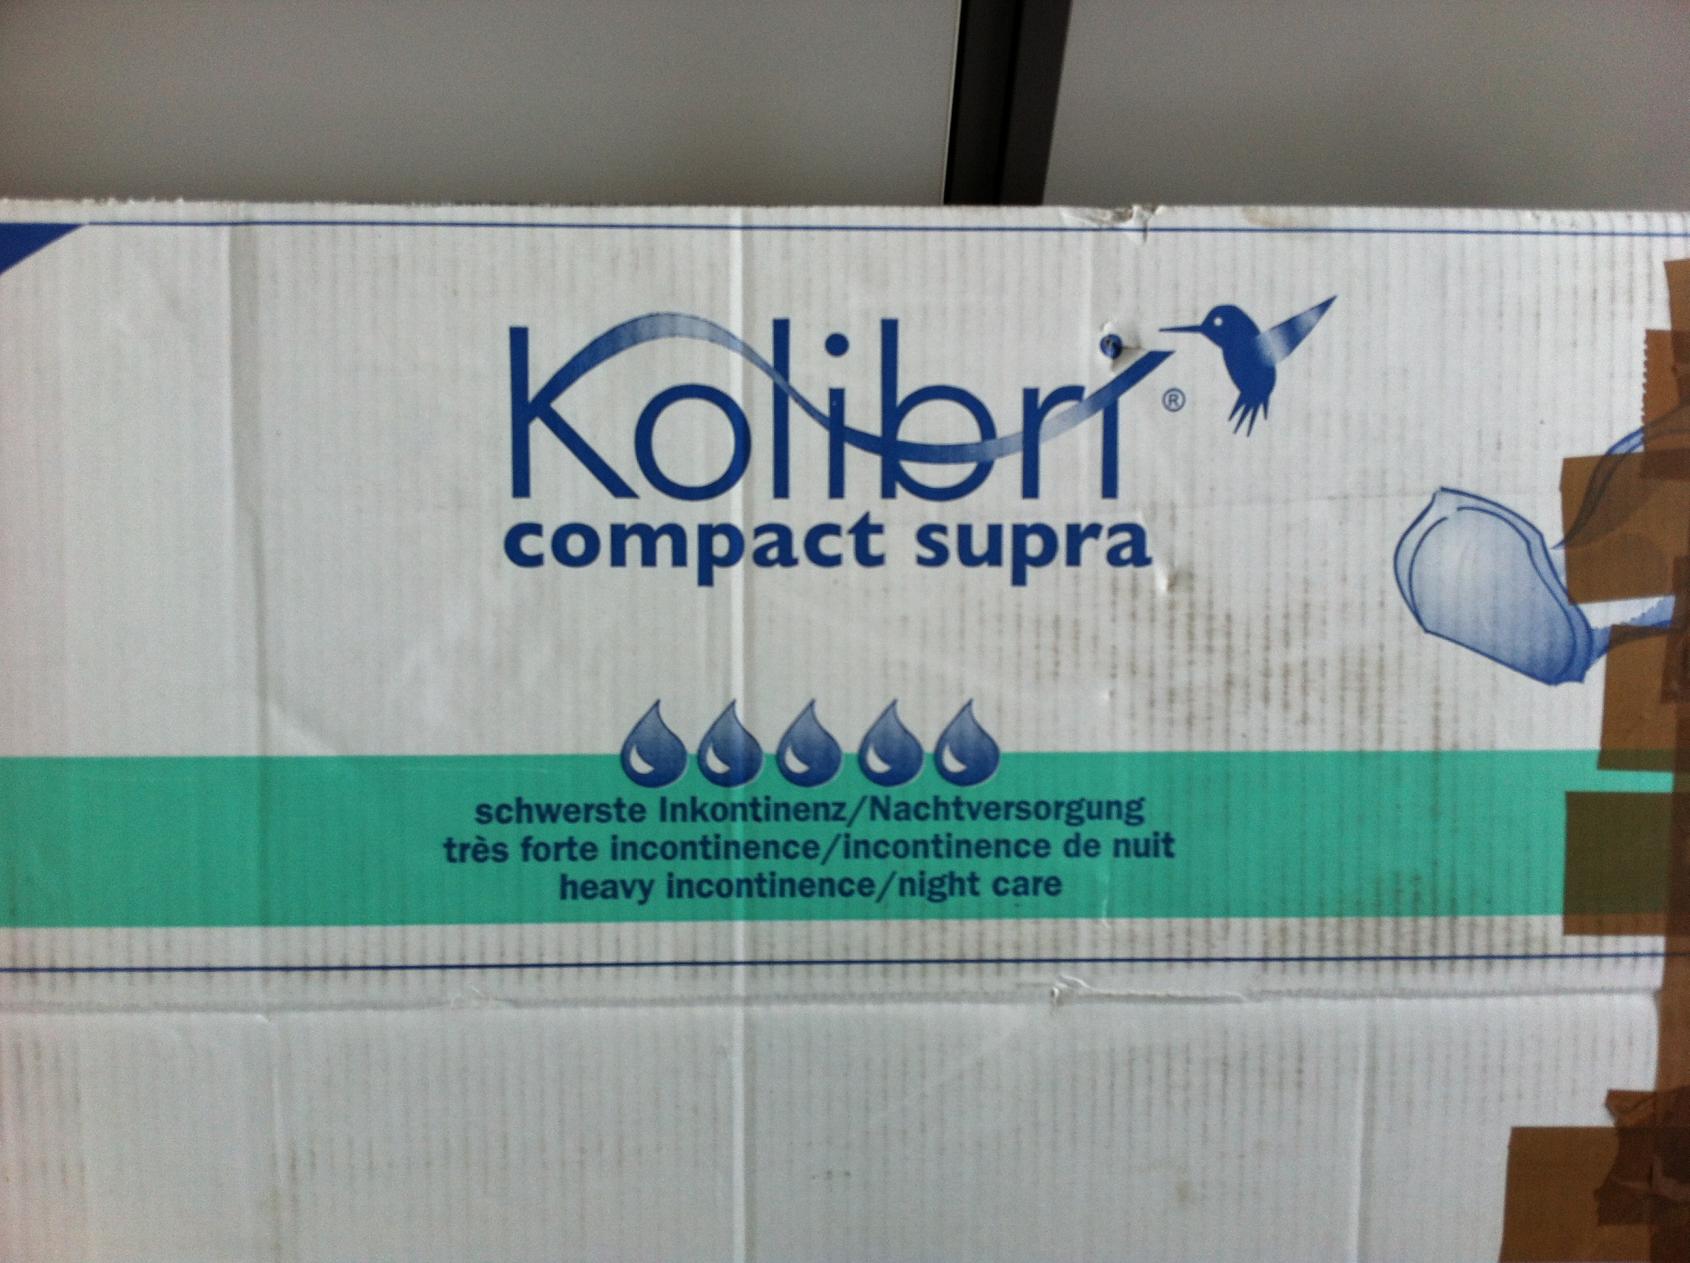 Kolibri®
compact supra
schwerste Inkontinenz/Nachtversorgung
très forte incontinence/incontinence de nuit
heavy incontinence/night care